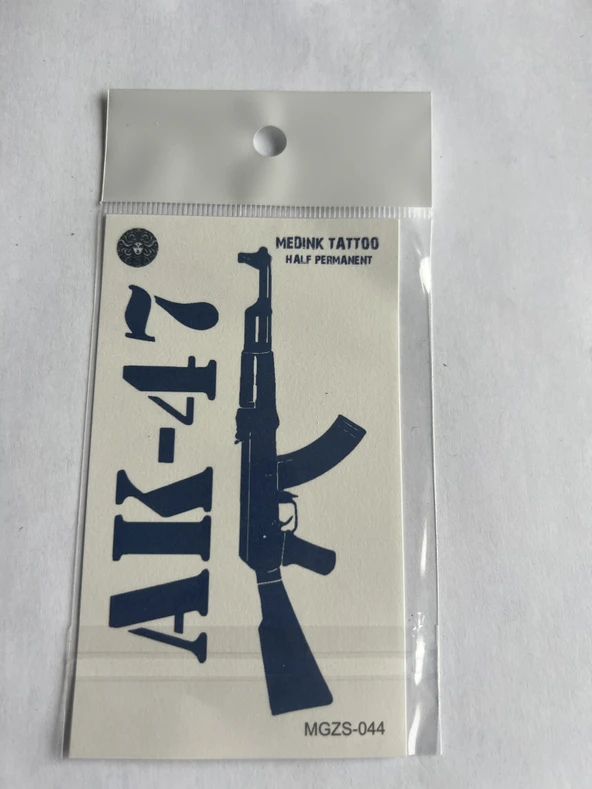 MEDINK TATTOO
HALF PERMANENT
AK-47
MGZS-044